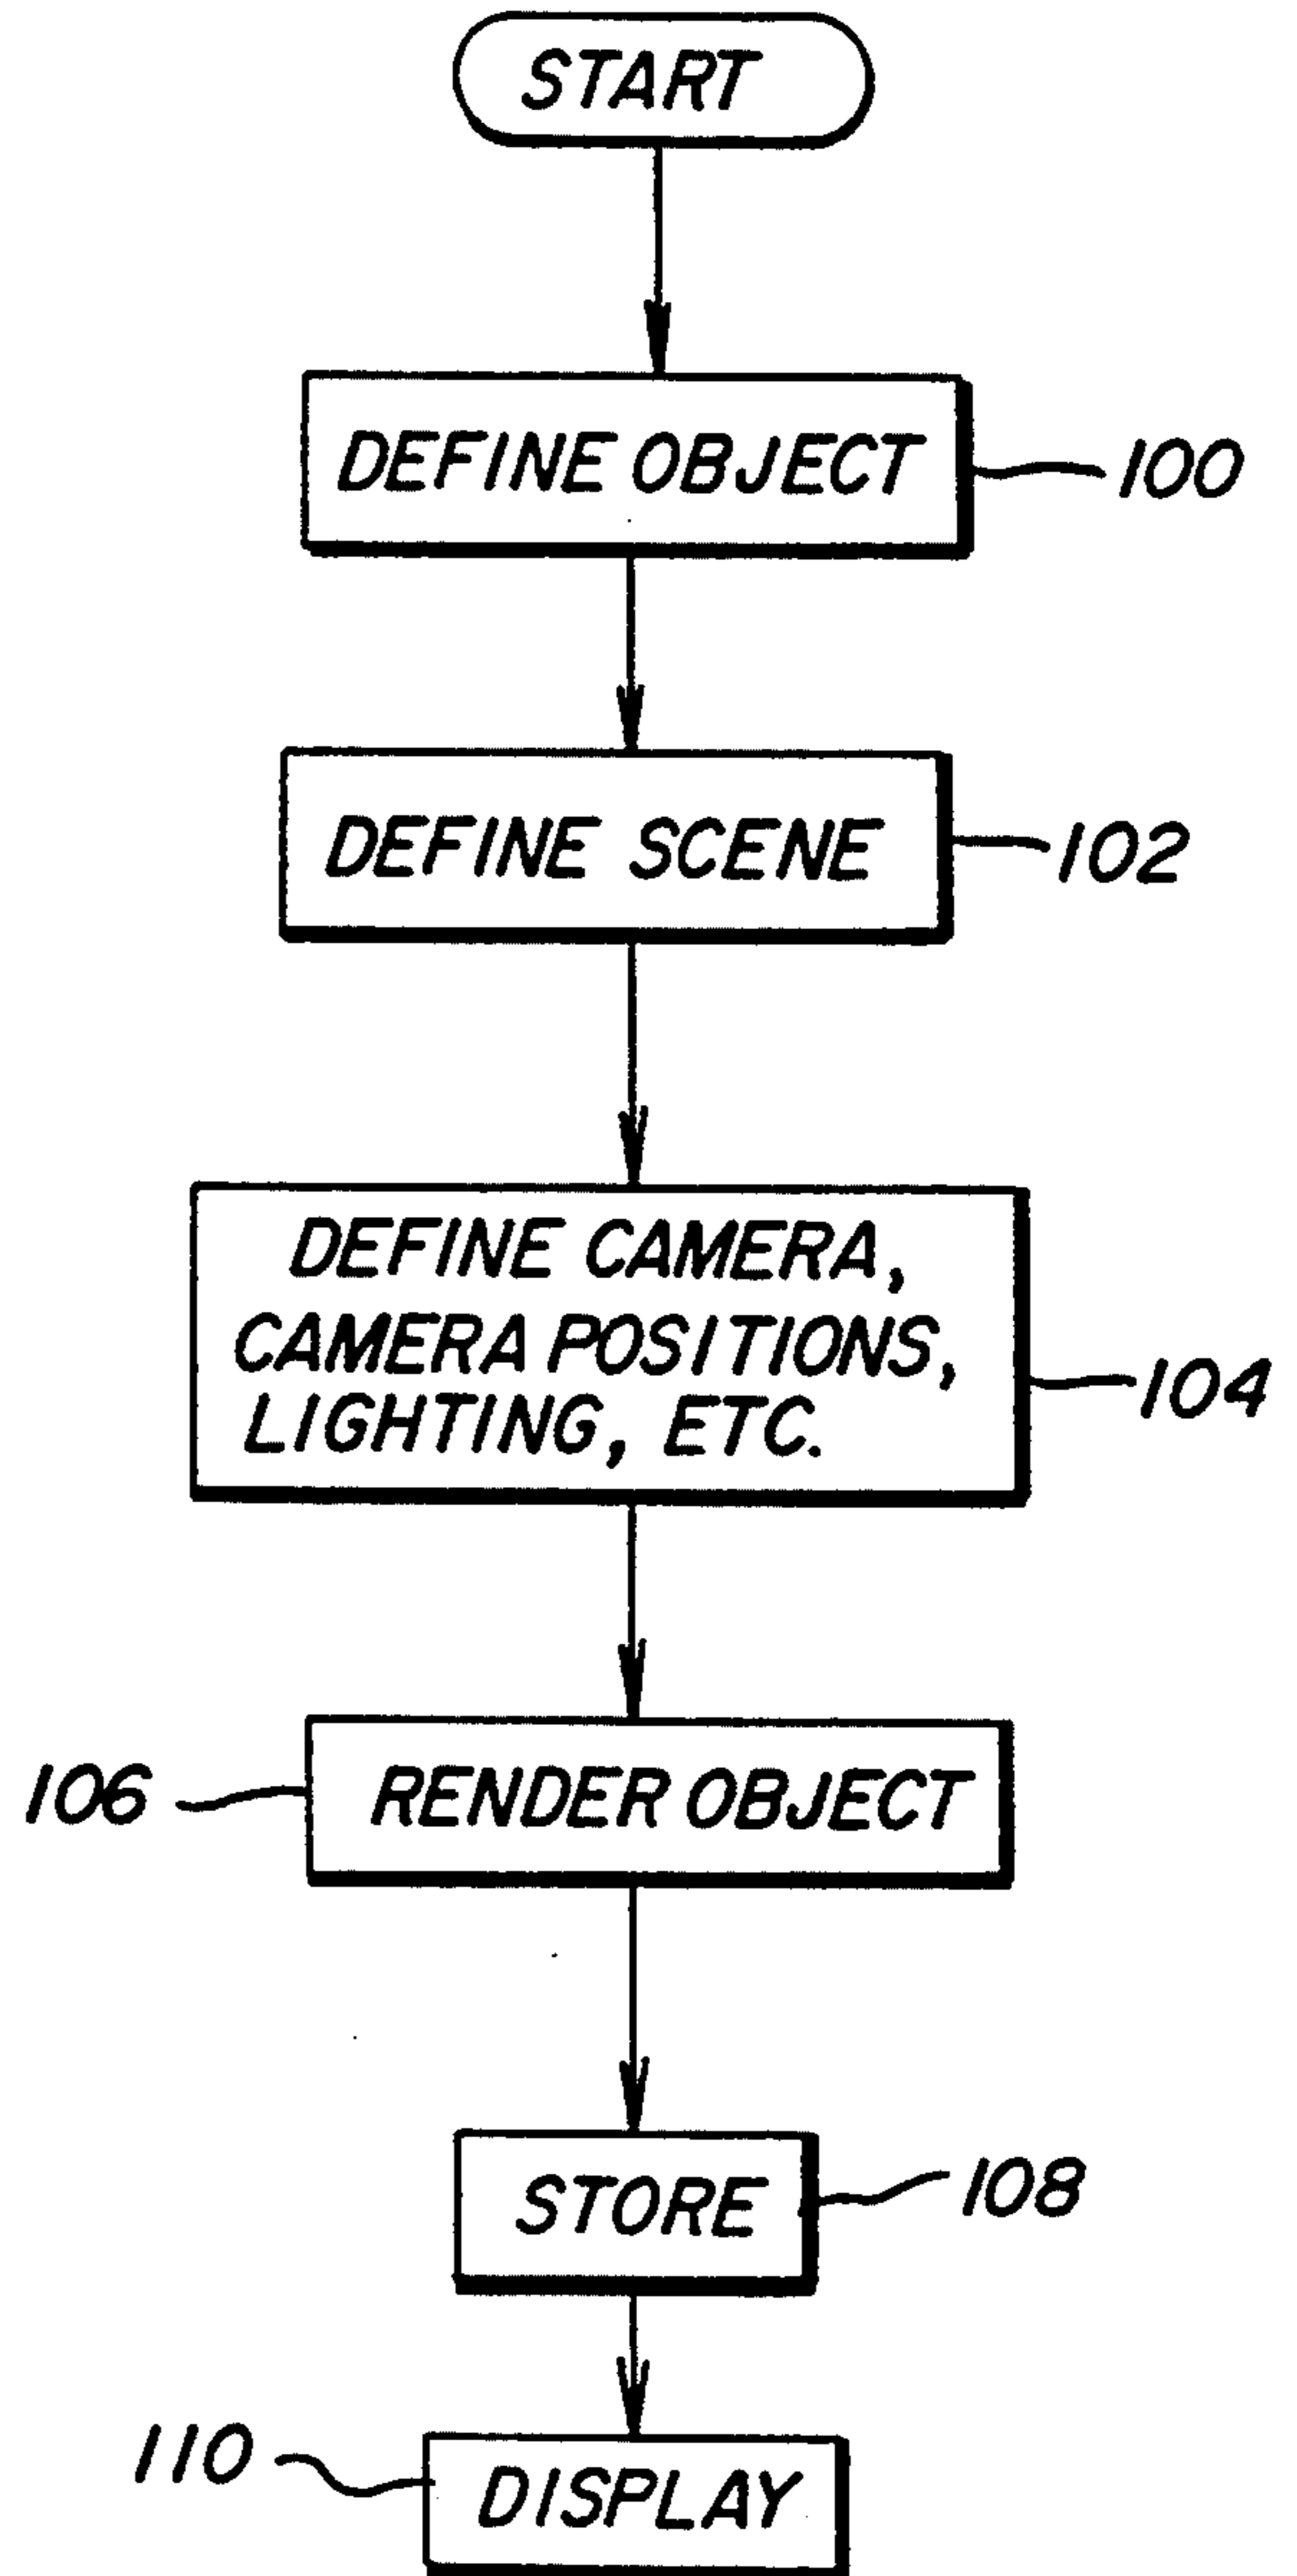 START
DEFINE OBJECT
100
DEFINE SCENE
102
DEFINE CAMERA,
CAMERA POSITIONS,
LIGHTING, ETC.
104
106
RENDER OBJECT
STORE
108
110
DISPLAY